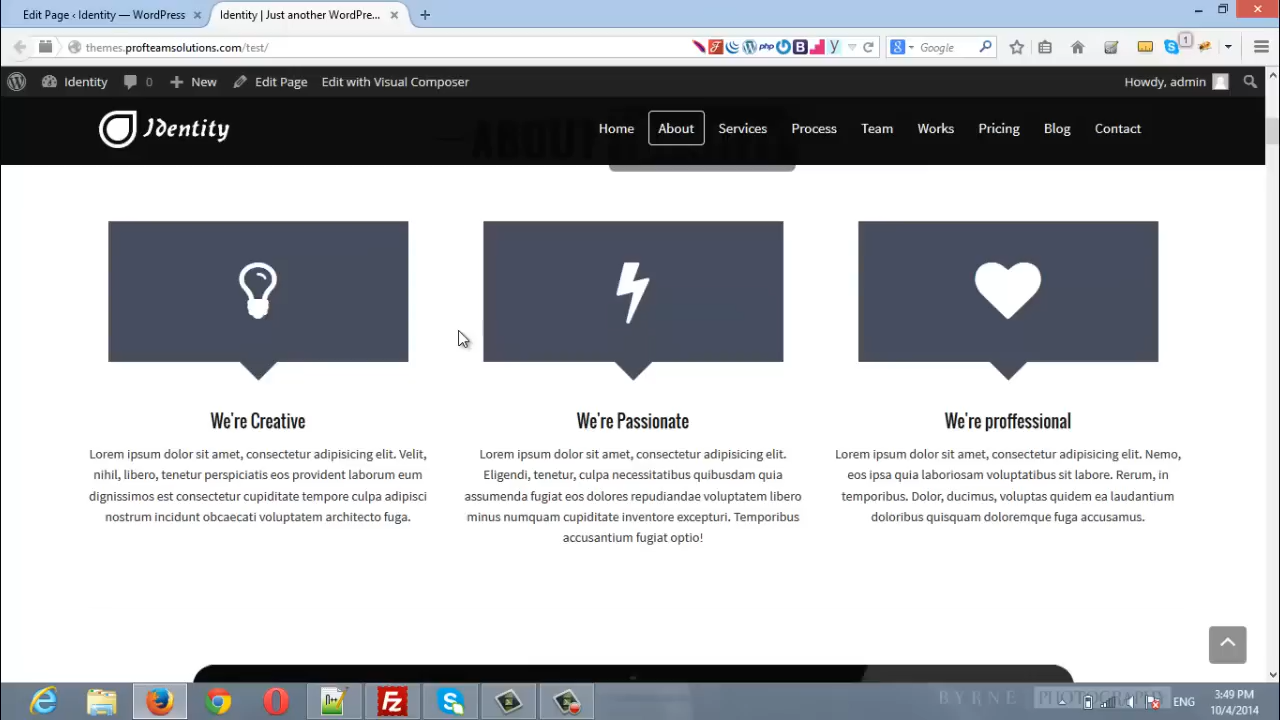 Edit Page ‹ Identity — WordPress
Identity | Just another WordPre...
themes.profteamsolutions.com/test/
php
Google
1
Identity
0
New
Edit Page
Edit with Visual Composer
Howdy, admin
Identity
Home
About
Services
Process
Team
Works
Pricing
Blog
Contact
We're Creative
Lorem ipsum dolor sit amet, consectetur adipisicing elit. Velit,
nihil, libero, tenetur perspiciatis eos provident laborum eum
dignissimos est consectetur cupiditate tempore culpa adipisci
nostrum incidunt obcaecati voluptatem architecto fuga.
We're Passionate
Lorem ipsum dolor sit amet, consectetur adipisicing elit.
Eligendi, tenetur, culpa necessitatibus quibusdam quia
assumenda fugiat eos dolores repudiandae voluptatem libero
minus numquam cupiditate inventore excepturi. Temporibus
accusantium fugiat optio!
We're proffessional
Lorem ipsum dolor sit amet, consectetur adipisicing elit. Nemo,
eos ipsa quia laboriosam voluptatibus sit labore. Rerum, in
temporibus. Dolor, ducimus, voluptas quidem ea laudantium
doloribus quisquam doloremque fuga accusamus.
BYRNE PHOTOGRAPHY
ENG
3:49 PM
10/4/2014